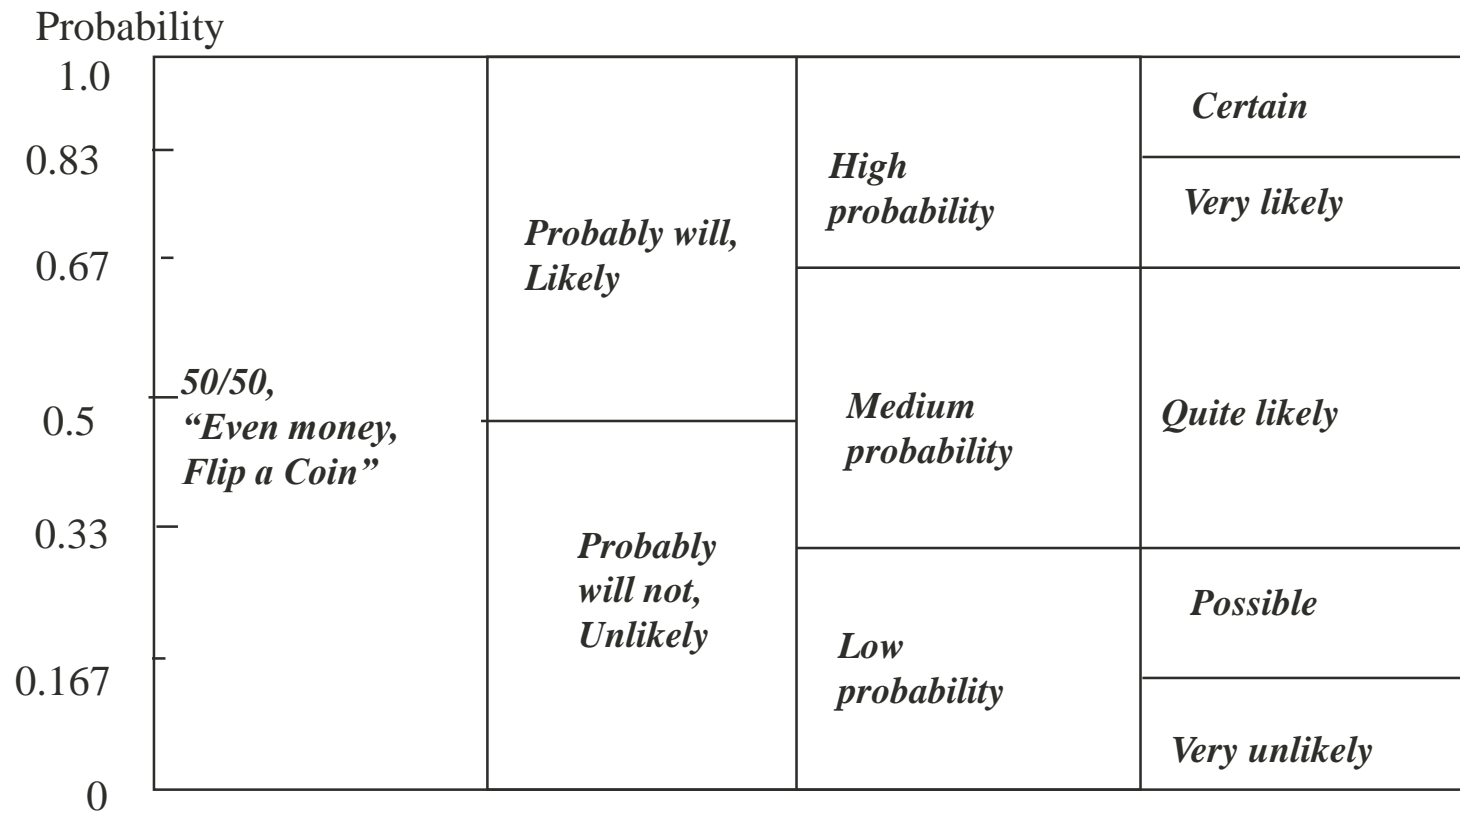 Probability
1.0
0.83
0.67
0.5
0.33
0.167
0
50/50,
“Even money,
Flip a Coin”
Probably will,
Likely
Probably
will not,
Unlikely
High
probability
Medium
probability
Low
probability
Certain
Very likely
Quite likely
Possible
Very unlikely